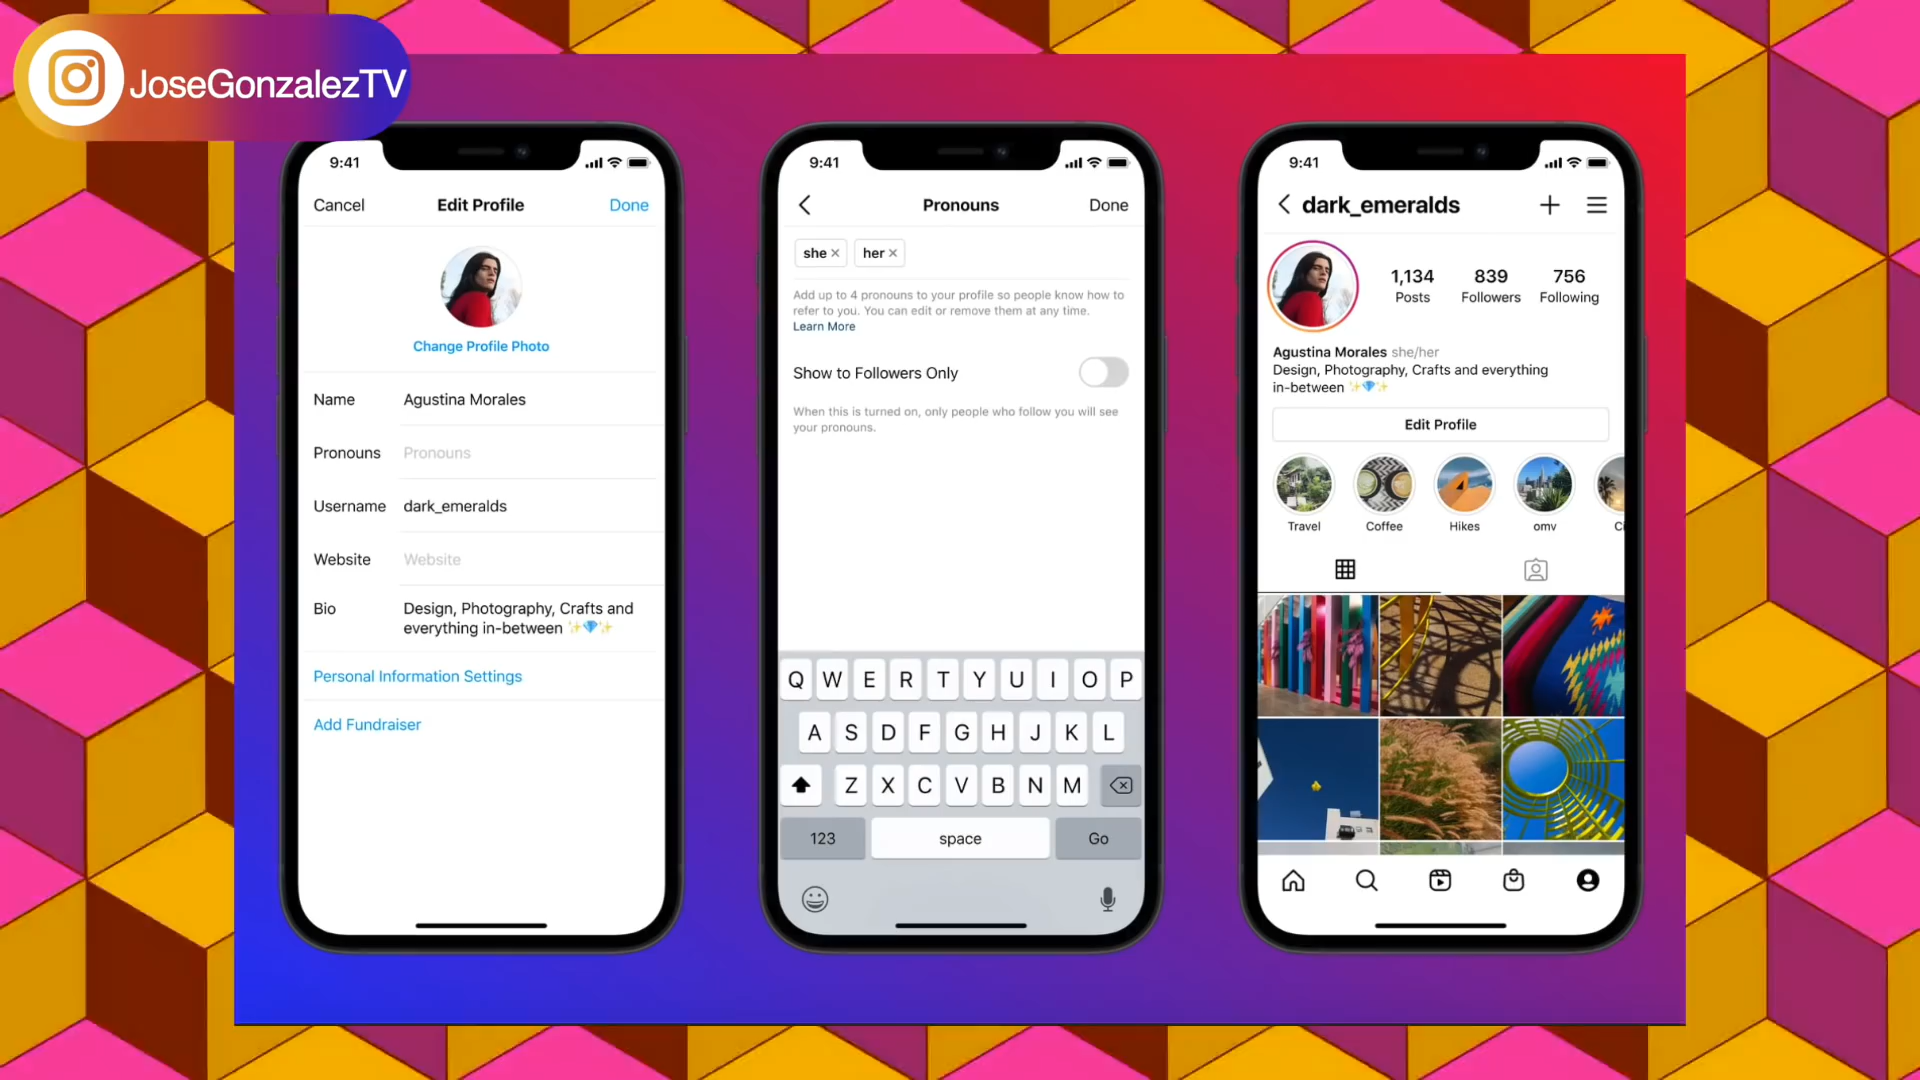 JoseGonzalezTV
9:41
Cancel
Edit Profile
Done
Change Profile Photo
Name
Agustina Morales
Pronouns
Pronouns
Username
dark_emeralds
Website
Website
Bio
Design, Photography, Crafts and
everything in-between ✨💎✨
Personal Information Settings
Add Fundraiser
9:41
Pronouns
Done
she ×
her ×
Add up to 4 pronouns to your profile so people know how to
refer to you. You can edit or remove them at any time.
Learn More
Show to Followers Only
When this is turned on, only people who follow you will see
your pronouns.
Q W E R T Y U I O P
A S D F G H J K L
Z X C V B N M
123
space
Go
9:41
dark_emeralds
1,134
839
756
Posts
Followers
Following
Agustina Morales she/her
Design, Photography, Crafts and everything
in-between ✨💎✨
Edit Profile
Travel
Coffee
Hikes
omv
Ci